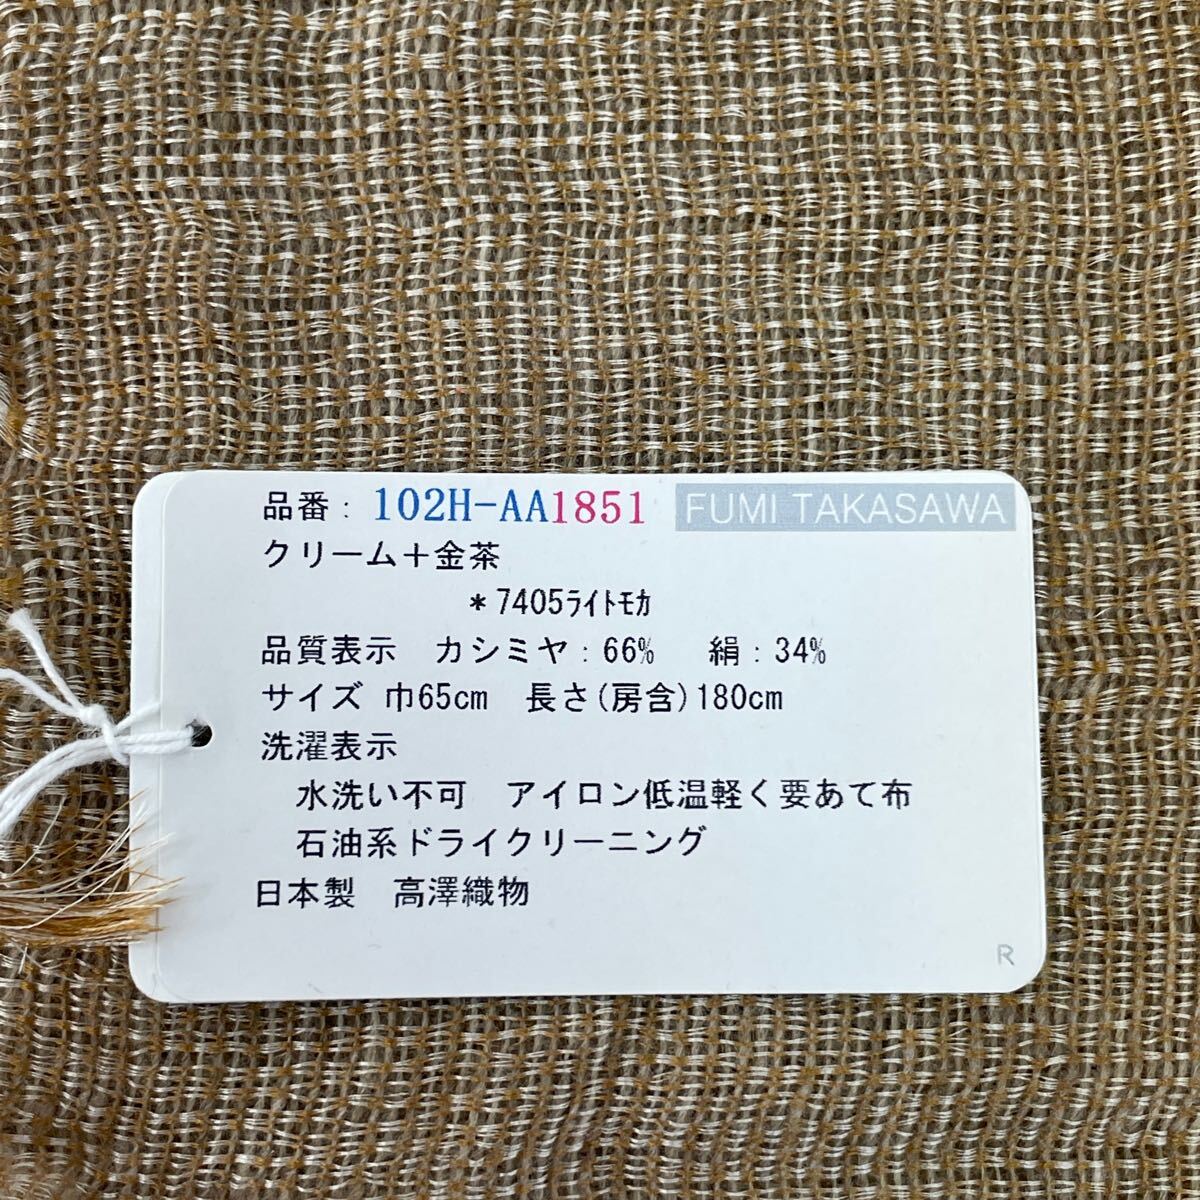 品番: 102H-AA1851 FUMI TAKASAWA
クリーム＋金茶
＊7405ﾗｲﾄﾓｶ
品質表示 カシミヤ:66% 絹:34%
サイズ 巾65cm 長さ(房含)180cm
洗濯表示
水洗い不可 アイロン低温軽く要あて布
石油系ドライクリーニング
日本製 高澤織物
R